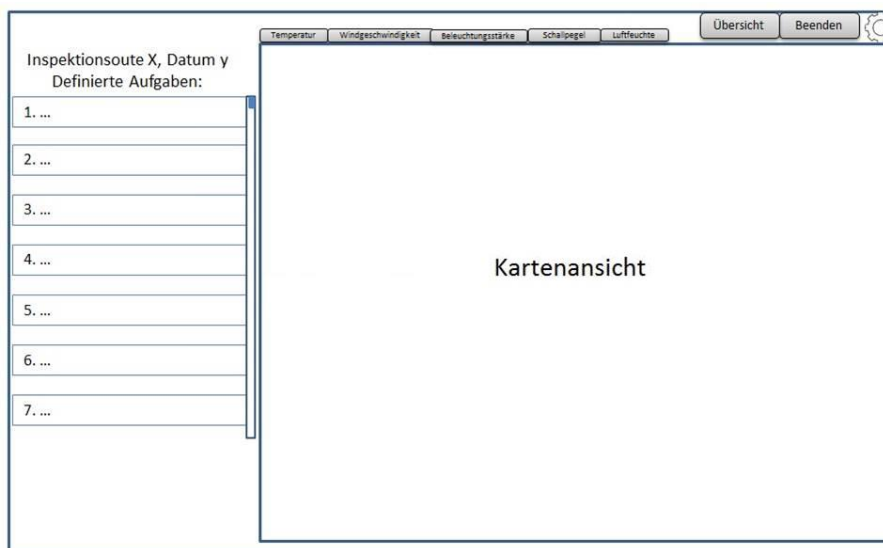 Temperatur
Windgeschwindigkeit
Beleuchtungsstärke
Schallpegel
Luftfeuchte
Übersicht
Beenden
Inspektionsoute X, Datum y
Definierte Aufgaben:
1. ...
2. ...
3. ...
4. ...
5. ...
6. ...
7. ...
Kartenansicht